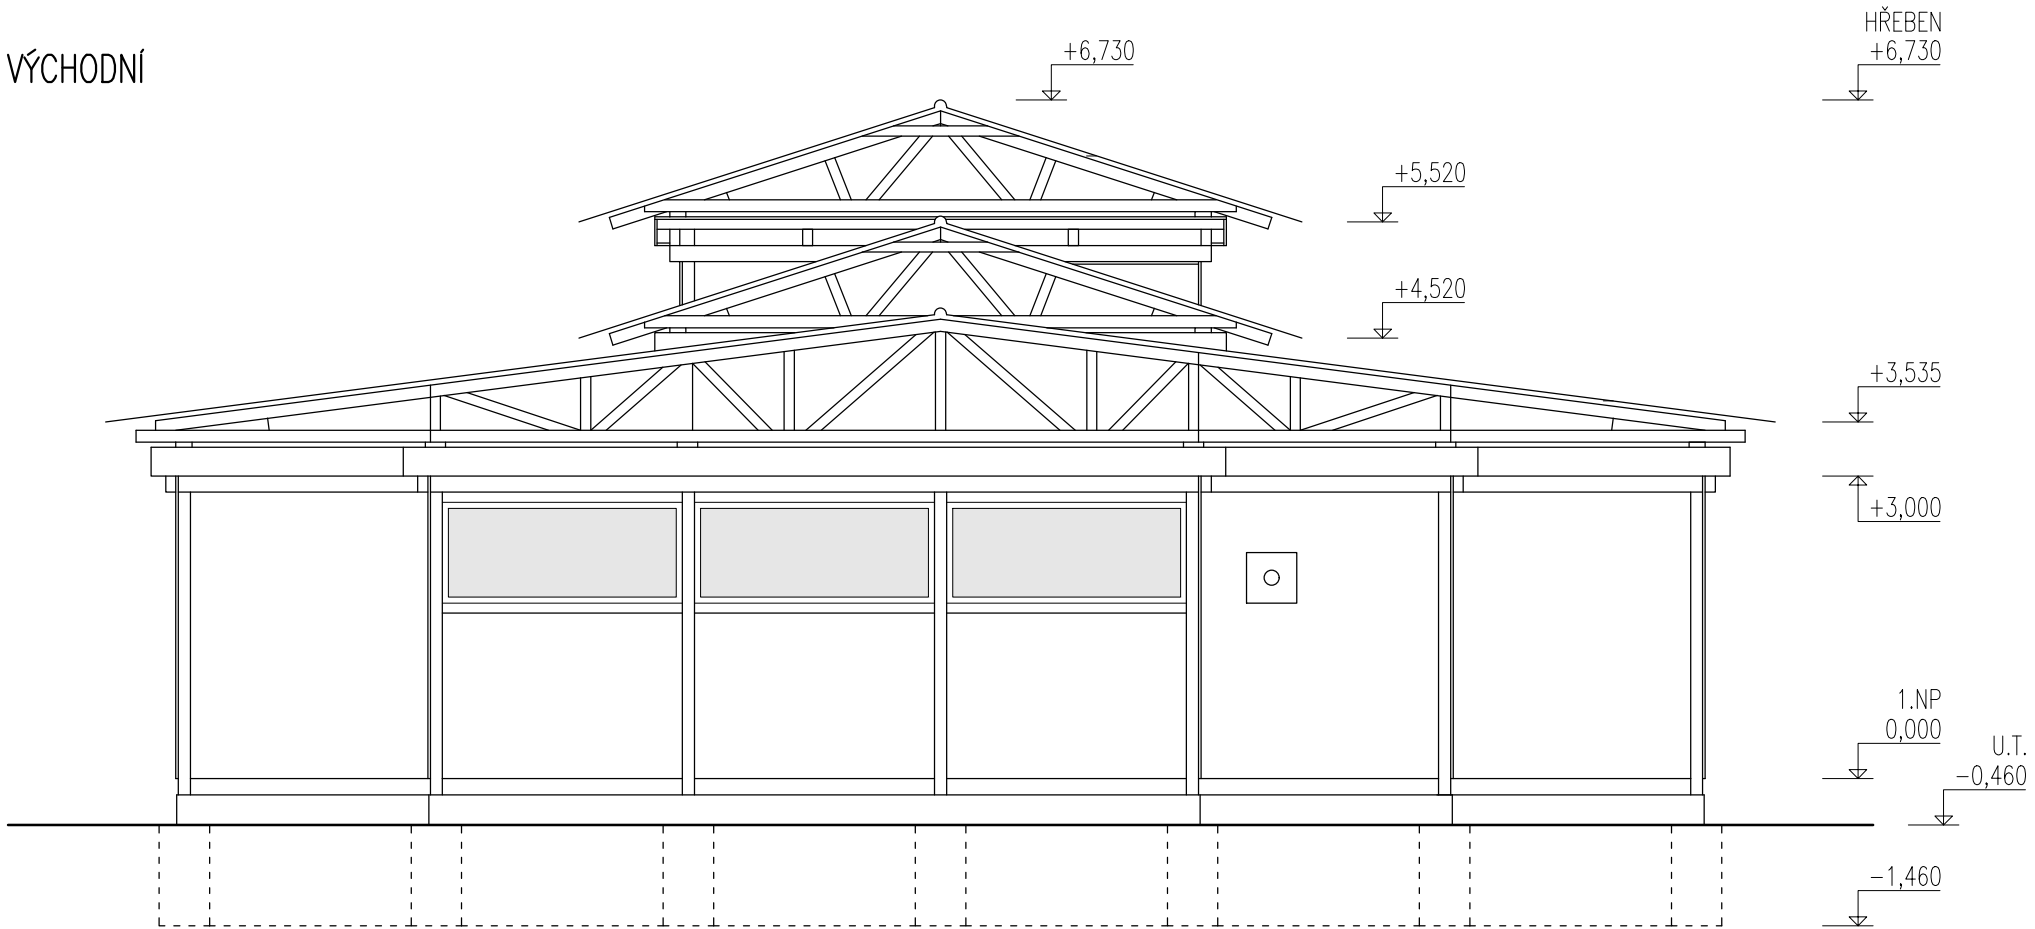 VÝCHODNÍ
+6,730
HŘEBEN
+6,730
+5,520
+4,520
+3,535
+3,000
1.NP
0,000
U.T.
-0,460
-1,460